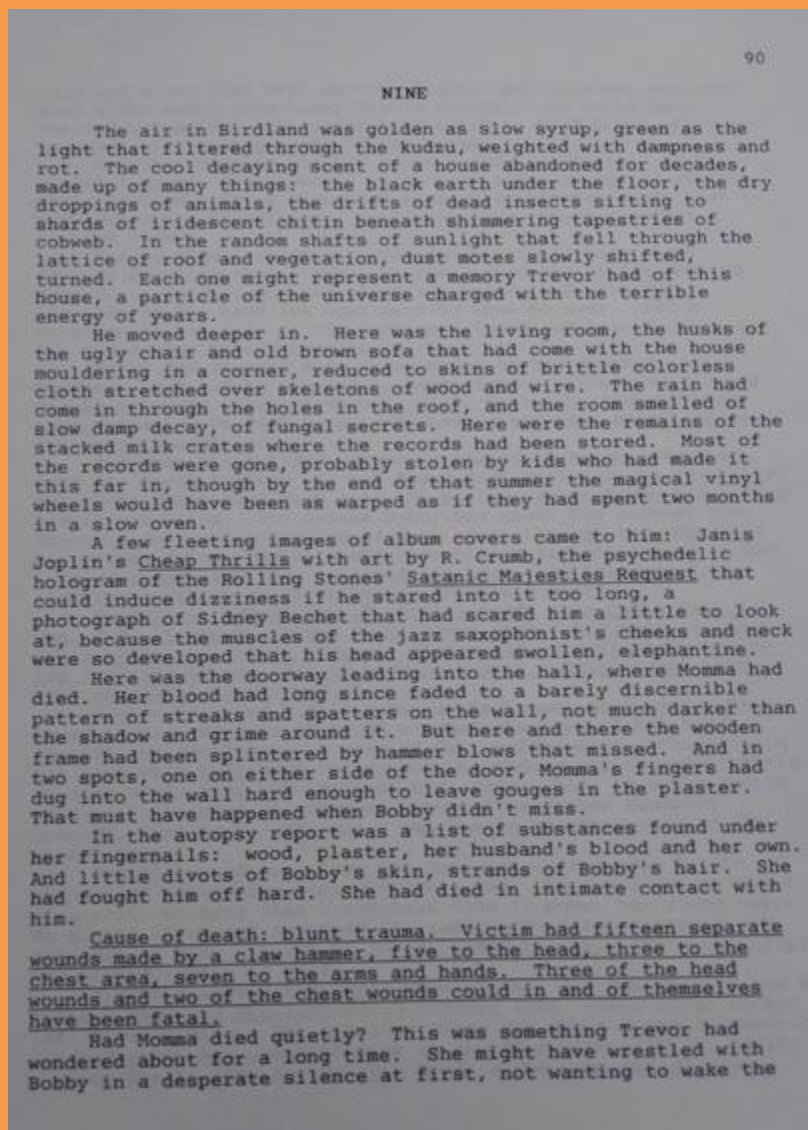 90
NINE
The air in Birdland was golden as slow syrup, green as the
light that filtered through the kudzu, weighted with dampness and
rot. The cool decaying scent of a house abandoned for decades,
made up of many things: the black earth under the floor, the dry
droppings of animals, the drifts of dead insects sifting to
shards of iridescent chitin beneath shimmering tapestries of
cobweb. In the random shafts of sunlight that fell through the
lattice of roof and vegetation, dust motes slowly shifted,
turned. Each one might represent a memory Trevor had of this
house, a particle of the universe charged with the terrible
energy of years.
He moved deeper in. Here was the living room, the husks of
the ugly chair and old brown sofa that had come with the house
mouldering in a corner, reduced to skins of brittle colorless
cloth stretched over skeletons of wood and wire. The rain had
come in through the holes in the roof, and the room smelled of
slow damp decay, of fungal secrets. Here were the remains of the
stacked milk crates where the records had been stored. Most of
the records were gone, probably stolen by kids who had made it
this far in, though by the end of that summer the magical vinyl
wheels would have been as warped as if they had spent two months
in a slow oven.
A few fleeting images of album covers came to him: Janis
Joplin's Cheap Thrills with art by R. Crumb, the psychedelic
hologram of the Rolling Stones' Satanic Majesties Request that
could induce dizziness if he stared into it too long, a
photograph of Sidney Bechet that had scared him a little to look
at, because the muscles of the jazz saxophonist's cheeks and neck
were so developed that his head appeared swollen, elephantine.
Here was the doorway leading into the hall, where Momma had
died. Her blood had long since faded to a barely discernible
pattern of streaks and spatters on the wall, not much darker than
the shadow and grime around it. But here and there the wooden
frame had been splintered by hammer blows that missed. And in
two spots, one on either side of the door, Momma's fingers had
dug into the wall hard enough to leave gouges in the plaster.
That must have happened when Bobby didn't miss.
In the autopsy report was a list of substances found under
her fingernails: wood, plaster, her husband's blood and her own.
And little divots of Bobby's skin, strands of Bobby's hair. She
had fought him off hard. She had died in intimate contact with
him.
Cause of death: blunt trauma. Victim had fifteen separate
wounds made by a claw hammer, five to the head, three to the
chest area, seven to the arms and hands. Three of the head
wounds and two of the chest wounds could in and of themselves
have been fatal.
Had Momma died quietly? This was something Trevor had
wondered about for a long time. She might have wrestled with
Bobby in a desperate silence at first, not wanting to wake the